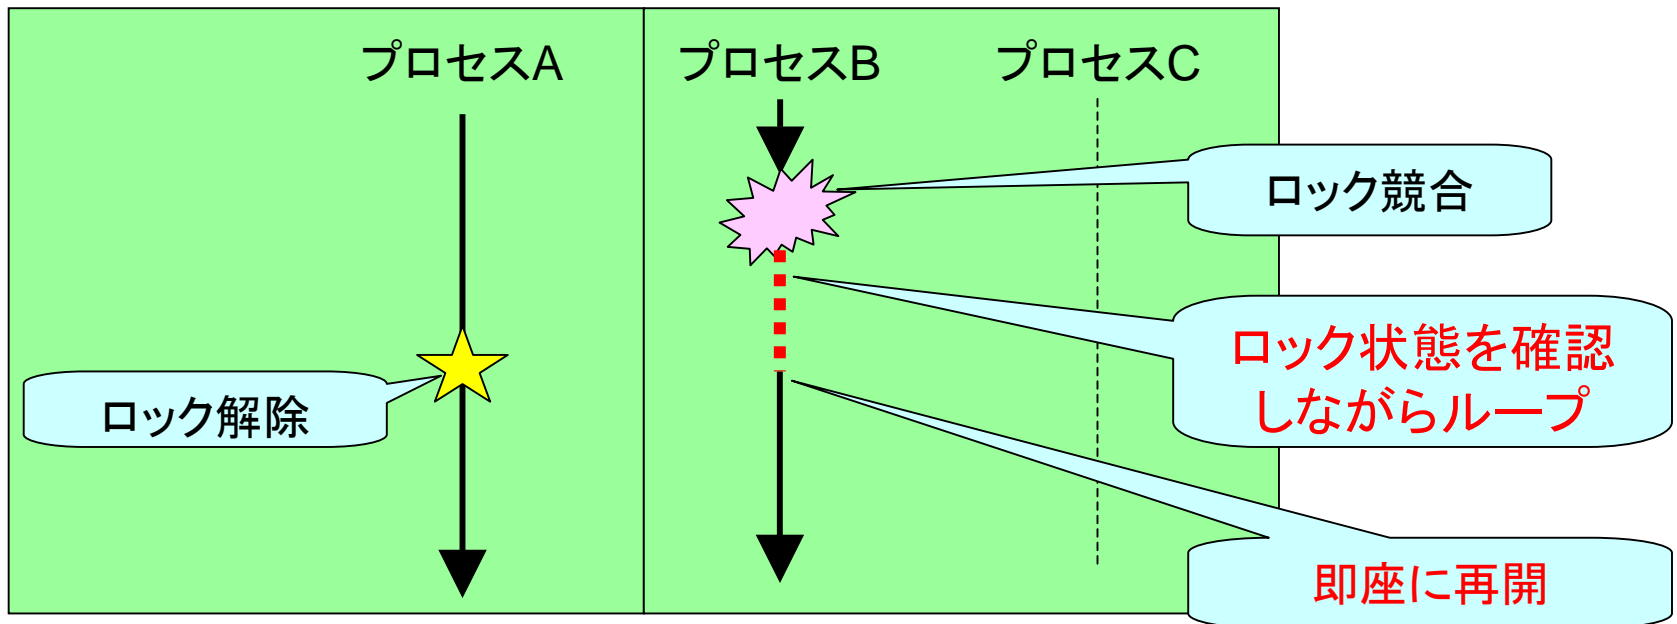 プロセスA
プロセスB
プロセスC
ロック競合
ロック状態を確認
しながらループ
ロック解除
即座に再開